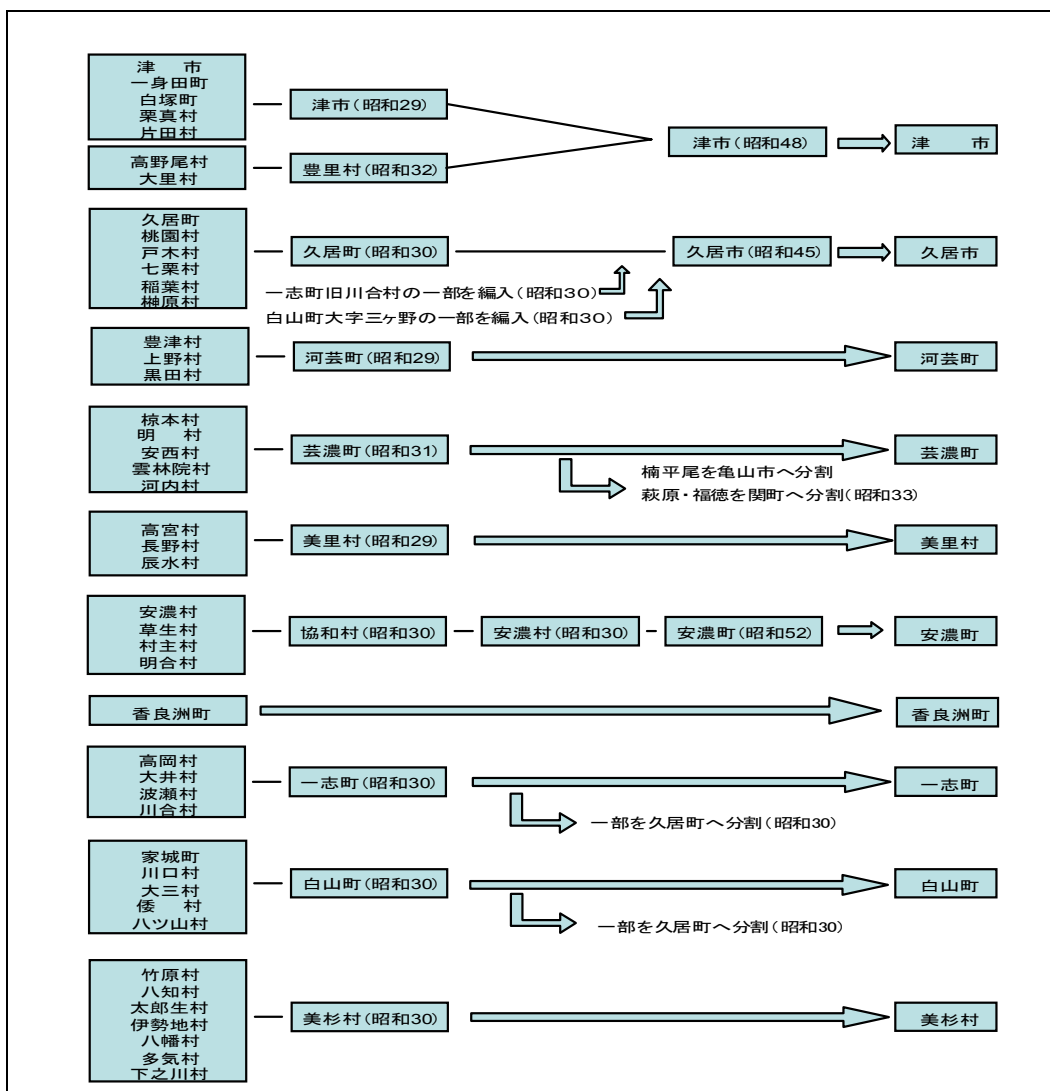 津　市
一身田町
白塚町
栗真村
片田村
津市(昭和29)
高野尾村
大里村
豊里村(昭和32)
津市(昭和48)
津　市
久居町
桃園村
戸木村
七栗村
稲葉村
榊原村
久居町(昭和30)
久居市(昭和45)
久居市
一志町旧川合村の一部を編入(昭和30)
白山町大字三ヶ野の一部を編入(昭和30)
豊津村
上野村
黒田村
河芸町(昭和29)
河芸町
椋本村
明　村
安西村
雲林院村
河内村
芸濃町(昭和31)
芸濃町
楠平尾を亀山市へ分割
萩原・福徳を関町へ分割(昭和33)
高宮村
長野村
辰水村
美里村(昭和29)
美里村
安濃村
草生村
村主村
明合村
協和村(昭和30)
安濃村(昭和30)
安濃町(昭和52)
安濃町
香良洲町
香良洲町
高岡村
大井村
波瀬村
川合村
一志町(昭和30)
一志町
一部を久居町へ分割(昭和30)
家城町
川口村
大三村
倭　村
八ツ山村
白山町(昭和30)
白山町
一部を久居町へ分割(昭和30)
竹原村
八知村
太郎生村
伊勢地村
八幡村
多気村
下之川村
美杉村(昭和30)
美杉村